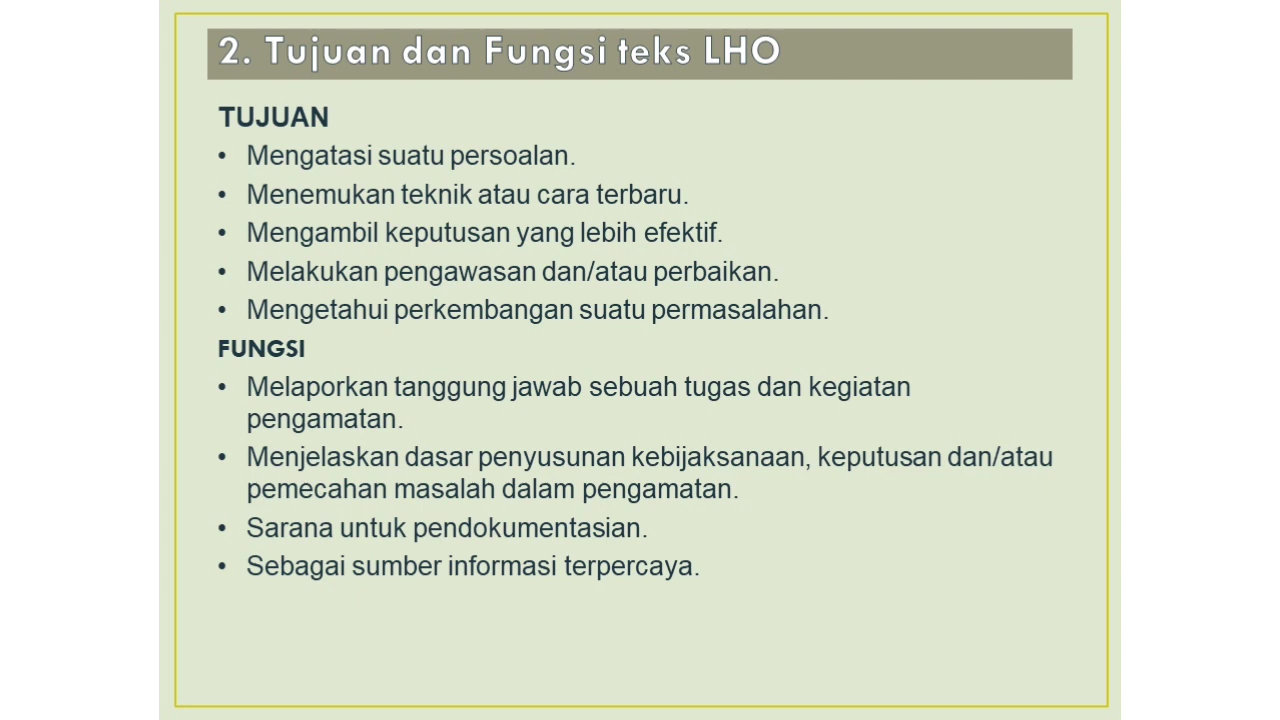 2. Tujuan dan Fungsi teks LHO
TUJUAN
• Mengatasi suatu persoalan.
• Menemukan teknik atau cara terbaru.
• Mengambil keputusan yang lebih efektif.
• Melakukan pengawasan dan/atau perbaikan.
• Mengetahui perkembangan suatu permasalahan.
FUNGSI
• Melaporkan tanggung jawab sebuah tugas dan kegiatan
pengamatan.
• Menjelaskan dasar penyusunan kebijaksanaan, keputusan dan/atau
pemecahan masalah dalam pengamatan.
• Sarana untuk pendokumentasian.
• Sebagai sumber informasi terpercaya.